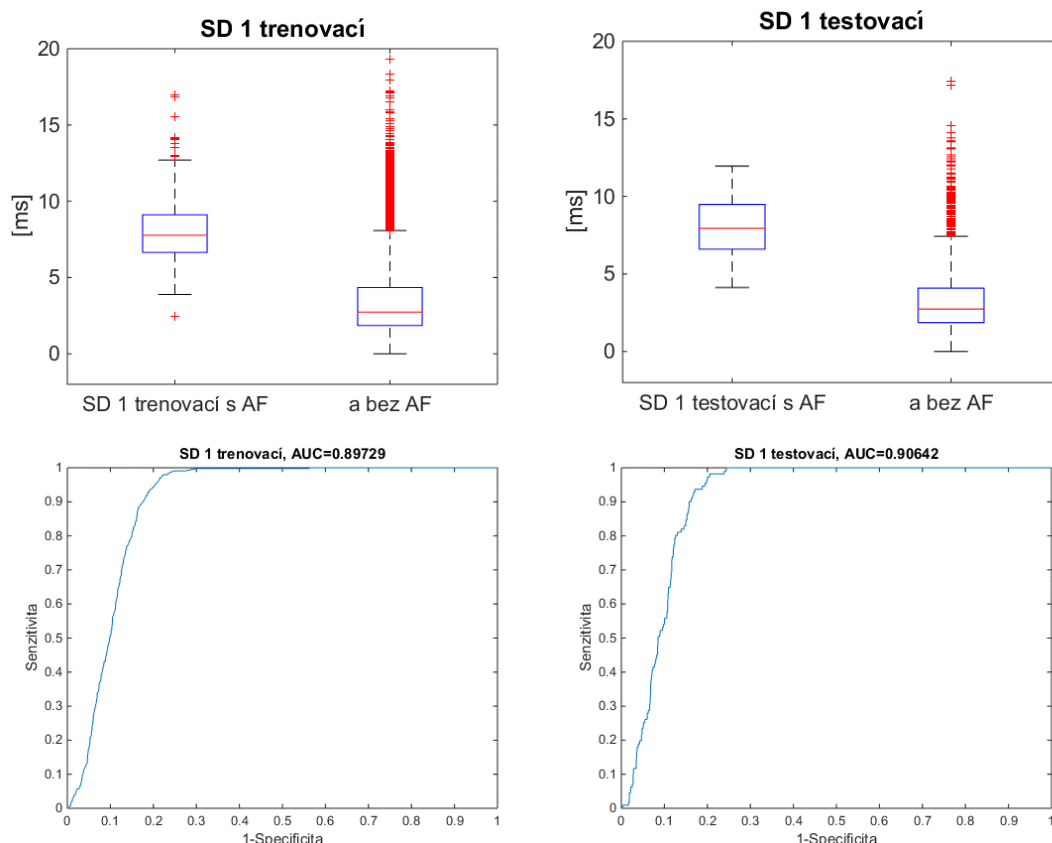 SD 1 trenovací
20
15
10
5
0
[ms]
SD 1 trenovací s AF
a bez AF
SD 1 testovací
20
15
10
5
0
[ms]
SD 1 testovací s AF
a bez AF
SD 1 trenovací, AUC=0.89729
1
0.9
0.8
0.7
0.6
0.5
0.4
0.3
0.2
0.1
0
Senzitivita
0 0.1 0.2 0.3 0.4 0.5 0.6 0.7 0.8 0.9 1
1-Specificita
SD 1 testovací, AUC=0.90642
1
0.9
0.8
0.7
0.6
0.5
0.4
0.3
0.2
0.1
0
Senzitivita
0 0.1 0.2 0.3 0.4 0.5 0.6 0.7 0.8 0.9 1
1-Specificita